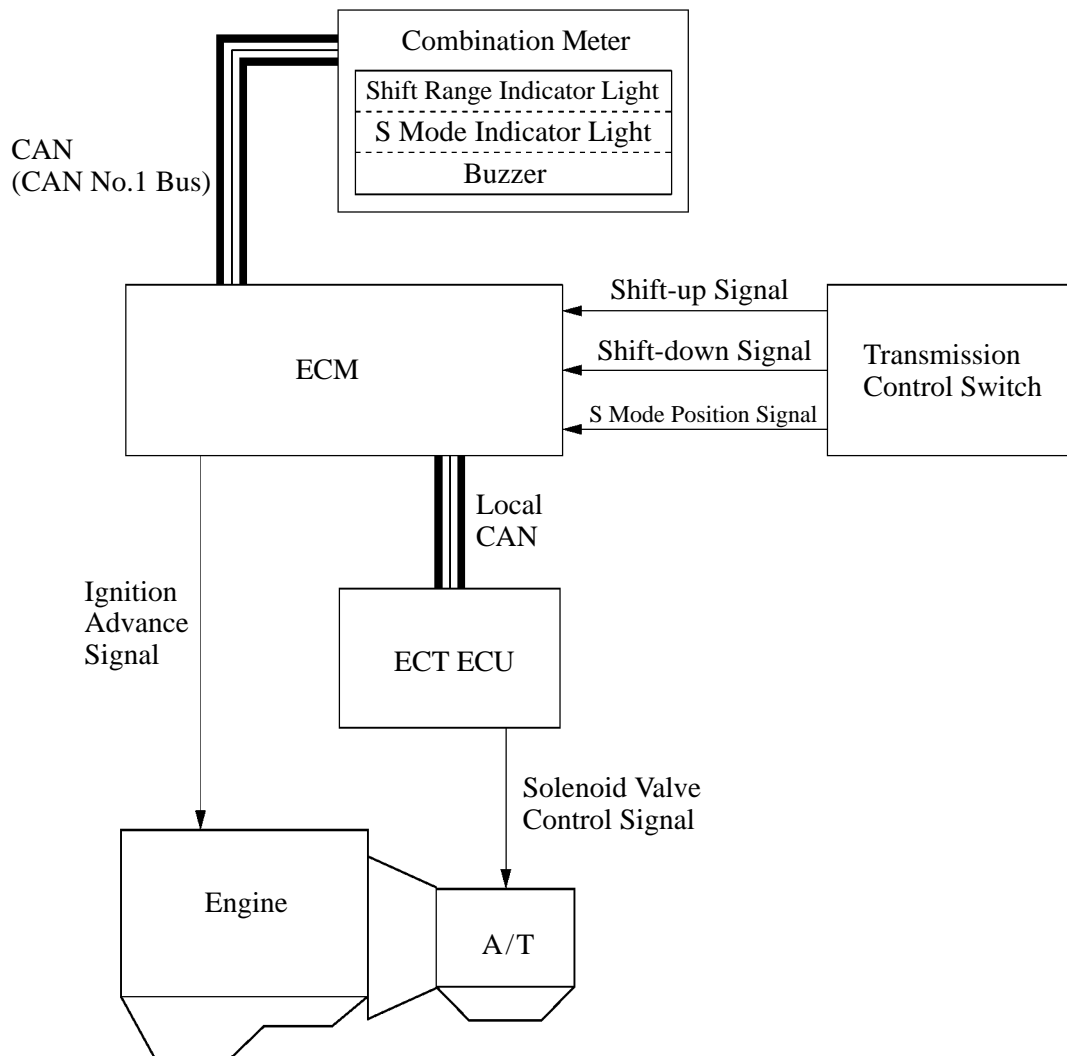 Combination Meter
Shift Range Indicator Light
S Mode Indicator Light
Buzzer
CAN
(CAN No.1 Bus)
ECM
Shift-up Signal
Shift-down Signal
S Mode Position Signal
Transmission
Control Switch
Local
CAN
Ignition
Advance
Signal
ECT ECU
Solenoid Valve
Control Signal
Engine
A/T